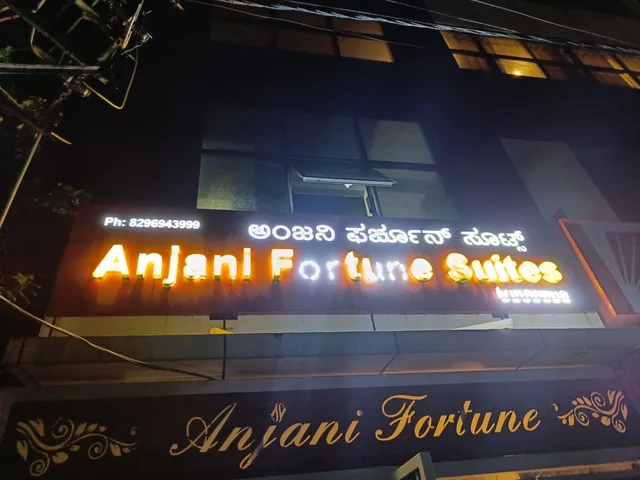 Ph: 8296943999
ಅಂಜನಿ ಫರ್ಚೂನ್ ಸೂಟ್ಸ್
Anjani Fortune Suites
Anjani Fortune